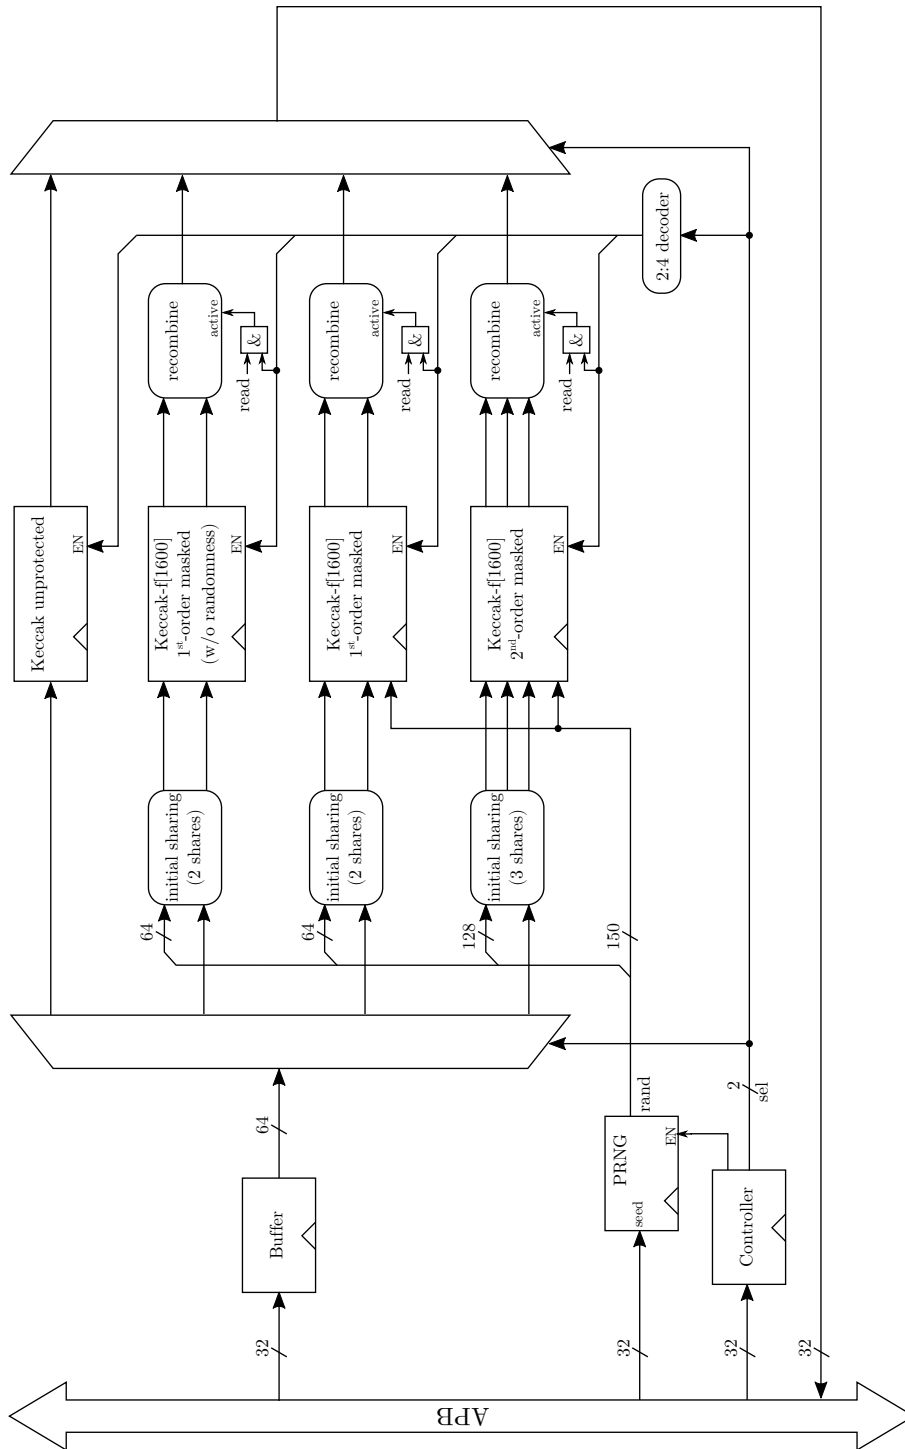 APB
32
Buffer
64
32
seed
PRNG
EN
rand
32
Controller
2
sel
32
64
initial sharing
(2 shares)
64
initial sharing
(2 shares)
128
initial sharing
(3 shares)
150
Keccak unprotected
EN
Keccak-f[1600]
1st-order masked
(w/o randomness)
EN
Keccak-f[1600]
1st-order masked
EN
Keccak-f[1600]
2nd-order masked
EN
recombine
active
read
&
recombine
active
read
&
recombine
active
read
&
2:4 decoder